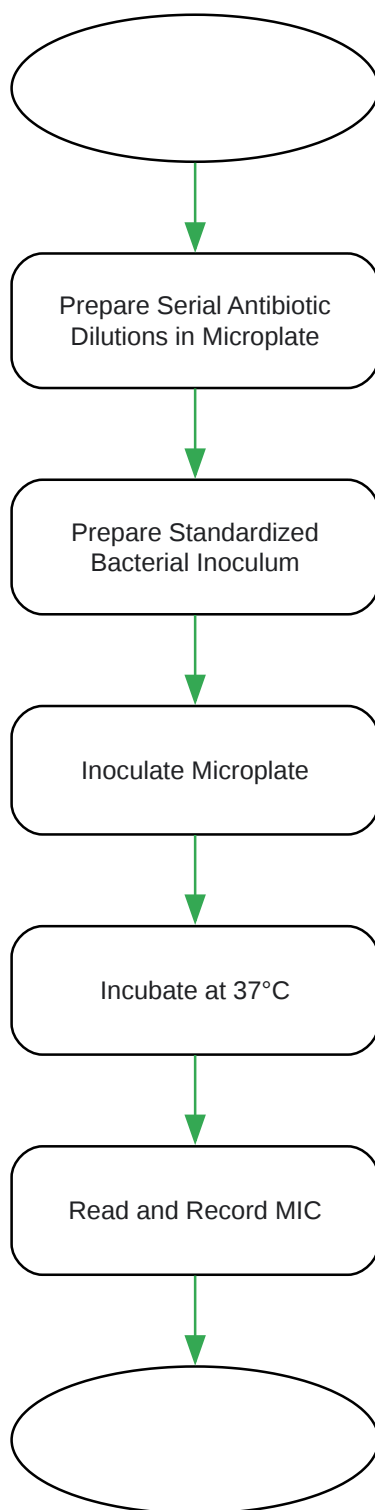 Prepare Serial Antibiotic
Dilutions in Microplate
Prepare Standardized
Bacterial Inoculum
Inoculate Microplate
Incubate at 37°C
Read and Record MIC